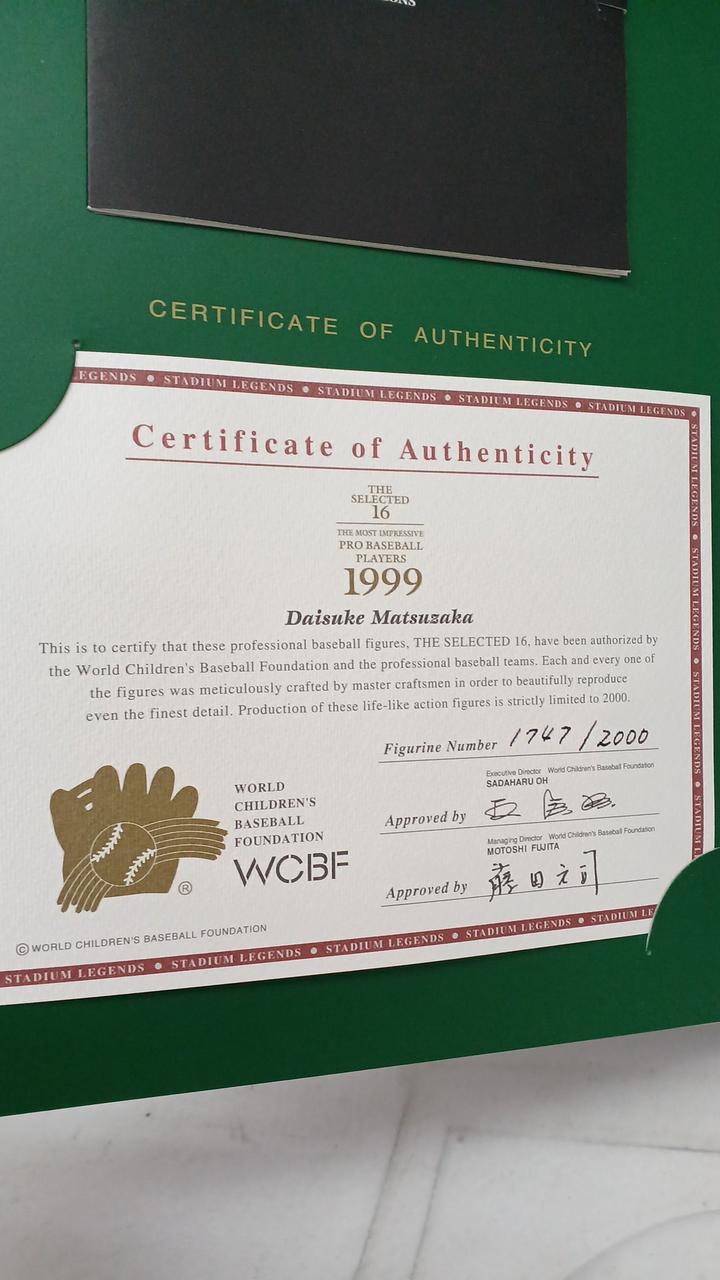 CERTIFICATE OF AUTHENTICITY
EGENDS ● STADIUM LEGENDS ● STADIUM LEGENDS ● STADIUM LEGENDS ● STADIUM LEGENDS ●
STADIUM LEGENDS ● STADIUM LEGENDS ● STADIUM LEGENDS ● STADIUM L
Certificate of Authenticity
THE
SELECTED
16
THE MOST IMPRESSIVE
PRO BASEBALL
PLAYERS
1999
Daisuke Matsuzaka
This is to certify that these professional baseball figures, THE SELECTED 16, have been authorized by
the World Children's Baseball Foundation and the professional baseball teams. Each and every one of
the figures was meticulously crafted by master craftsmen in order to beautifully reproduce
even the finest detail. Production of these life-like action figures is strictly limited to 2000.
Figurine Number 1747/2000
Executive Director World Children's Baseball Foundation
SADAHARU OH
Approved by
Managing Director World Children's Baseball Foundation
MOTOSHI FUJITA
Approved by 藤田元司
WORLD
CHILDREN'S
BASEBALL
FOUNDATION
WCBF
®
© WORLD CHILDREN'S BASEBALL FOUNDATION
STADIUM LEGENDS ● STADIUM LEGENDS ● STADIUM LEGENDS ● STADIUM LEGENDS ● STADIUM LE